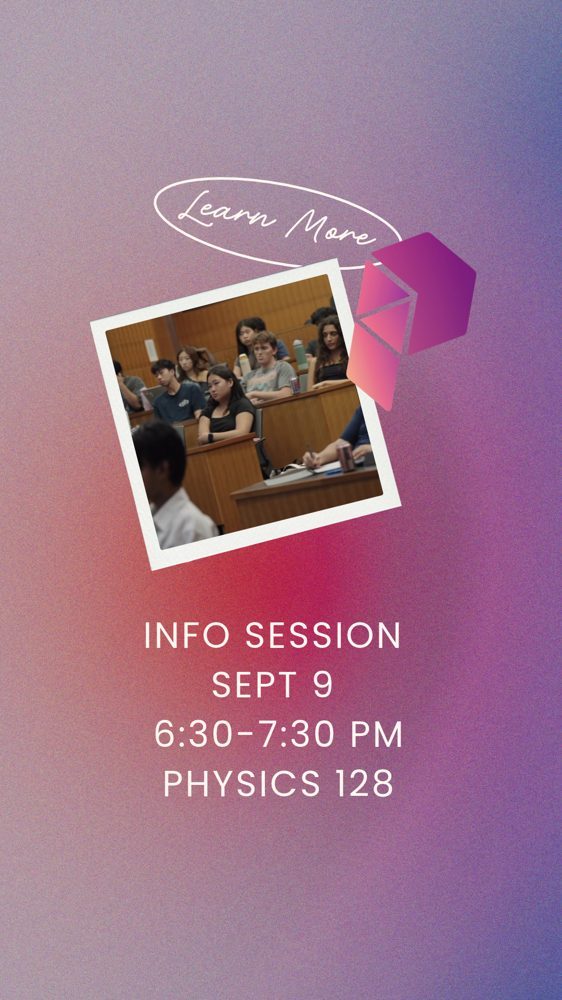 Learn More
INFO SESSION
SEPT 9
6:30-7:30 PM
PHYSICS 128